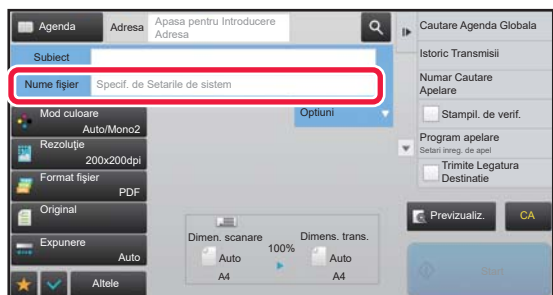 Agenda
Adresa
Apasa pentru Introducere
Adresa
Cautare Agenda Globala
Subiect
Istoric Transmisii
Nume fişier
Specif. de Setarile de sistem
Numar Cautare
Apelare
Mod culoare
Auto/Mono2
Optiuni
Stampil. de verif.
Rezoluţie
200x200dpi
Program apelare
Setari inreg. de apel
Format fişier
PDF
Trimite Legatura
Destinatie
Original
Previzualiz.
CA
Dimen. scanare
100%
Dimens. trans.
Expunere
Auto
Auto
A4
Auto
A4
Start
Altele